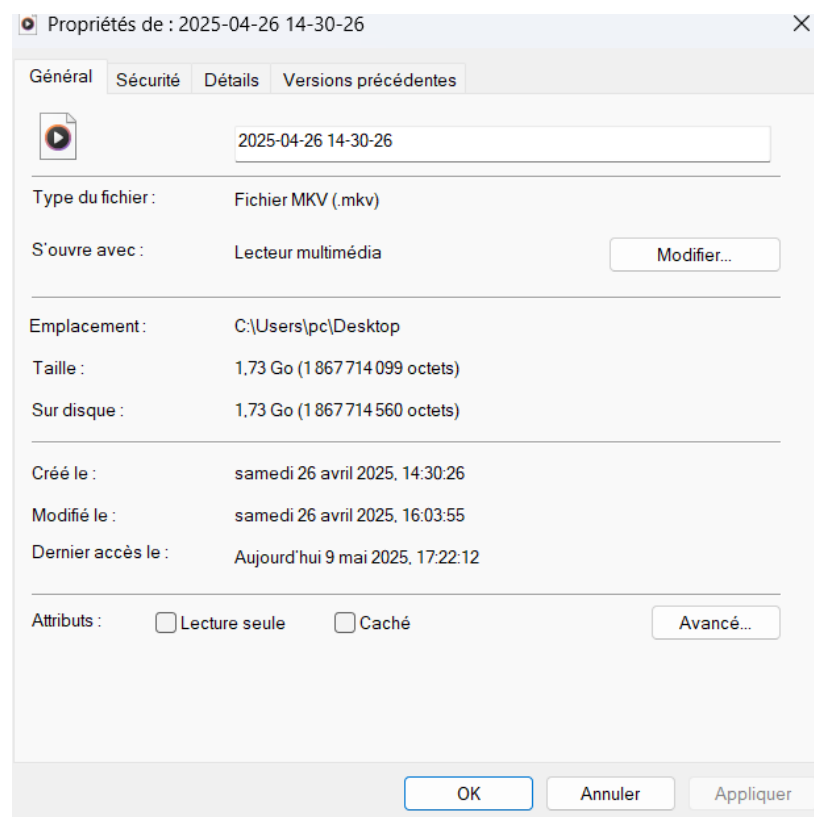 Propriétés de : 2025-04-26 14-30-26
Général Sécurité Détails Versions précédentes
2025-04-26 14-30-26
Type du fichier : Fichier MKV (.mkv)
S'ouvre avec : Lecteur multimédia Modifier...
Emplacement : C:\Users\pc\Desktop
Taille : 1,73 Go (1 867 714 099 octets)
Sur disque : 1,73 Go (1 867 714 560 octets)
Créé le : samedi 26 avril 2025, 14:30:26
Modifié le : samedi 26 avril 2025, 16:03:55
Dernier accès le : Aujourd'hui 9 mai 2025, 17:22:12
Attributs : Lecture seule Caché Avancé...
OK Annuler Appliquer